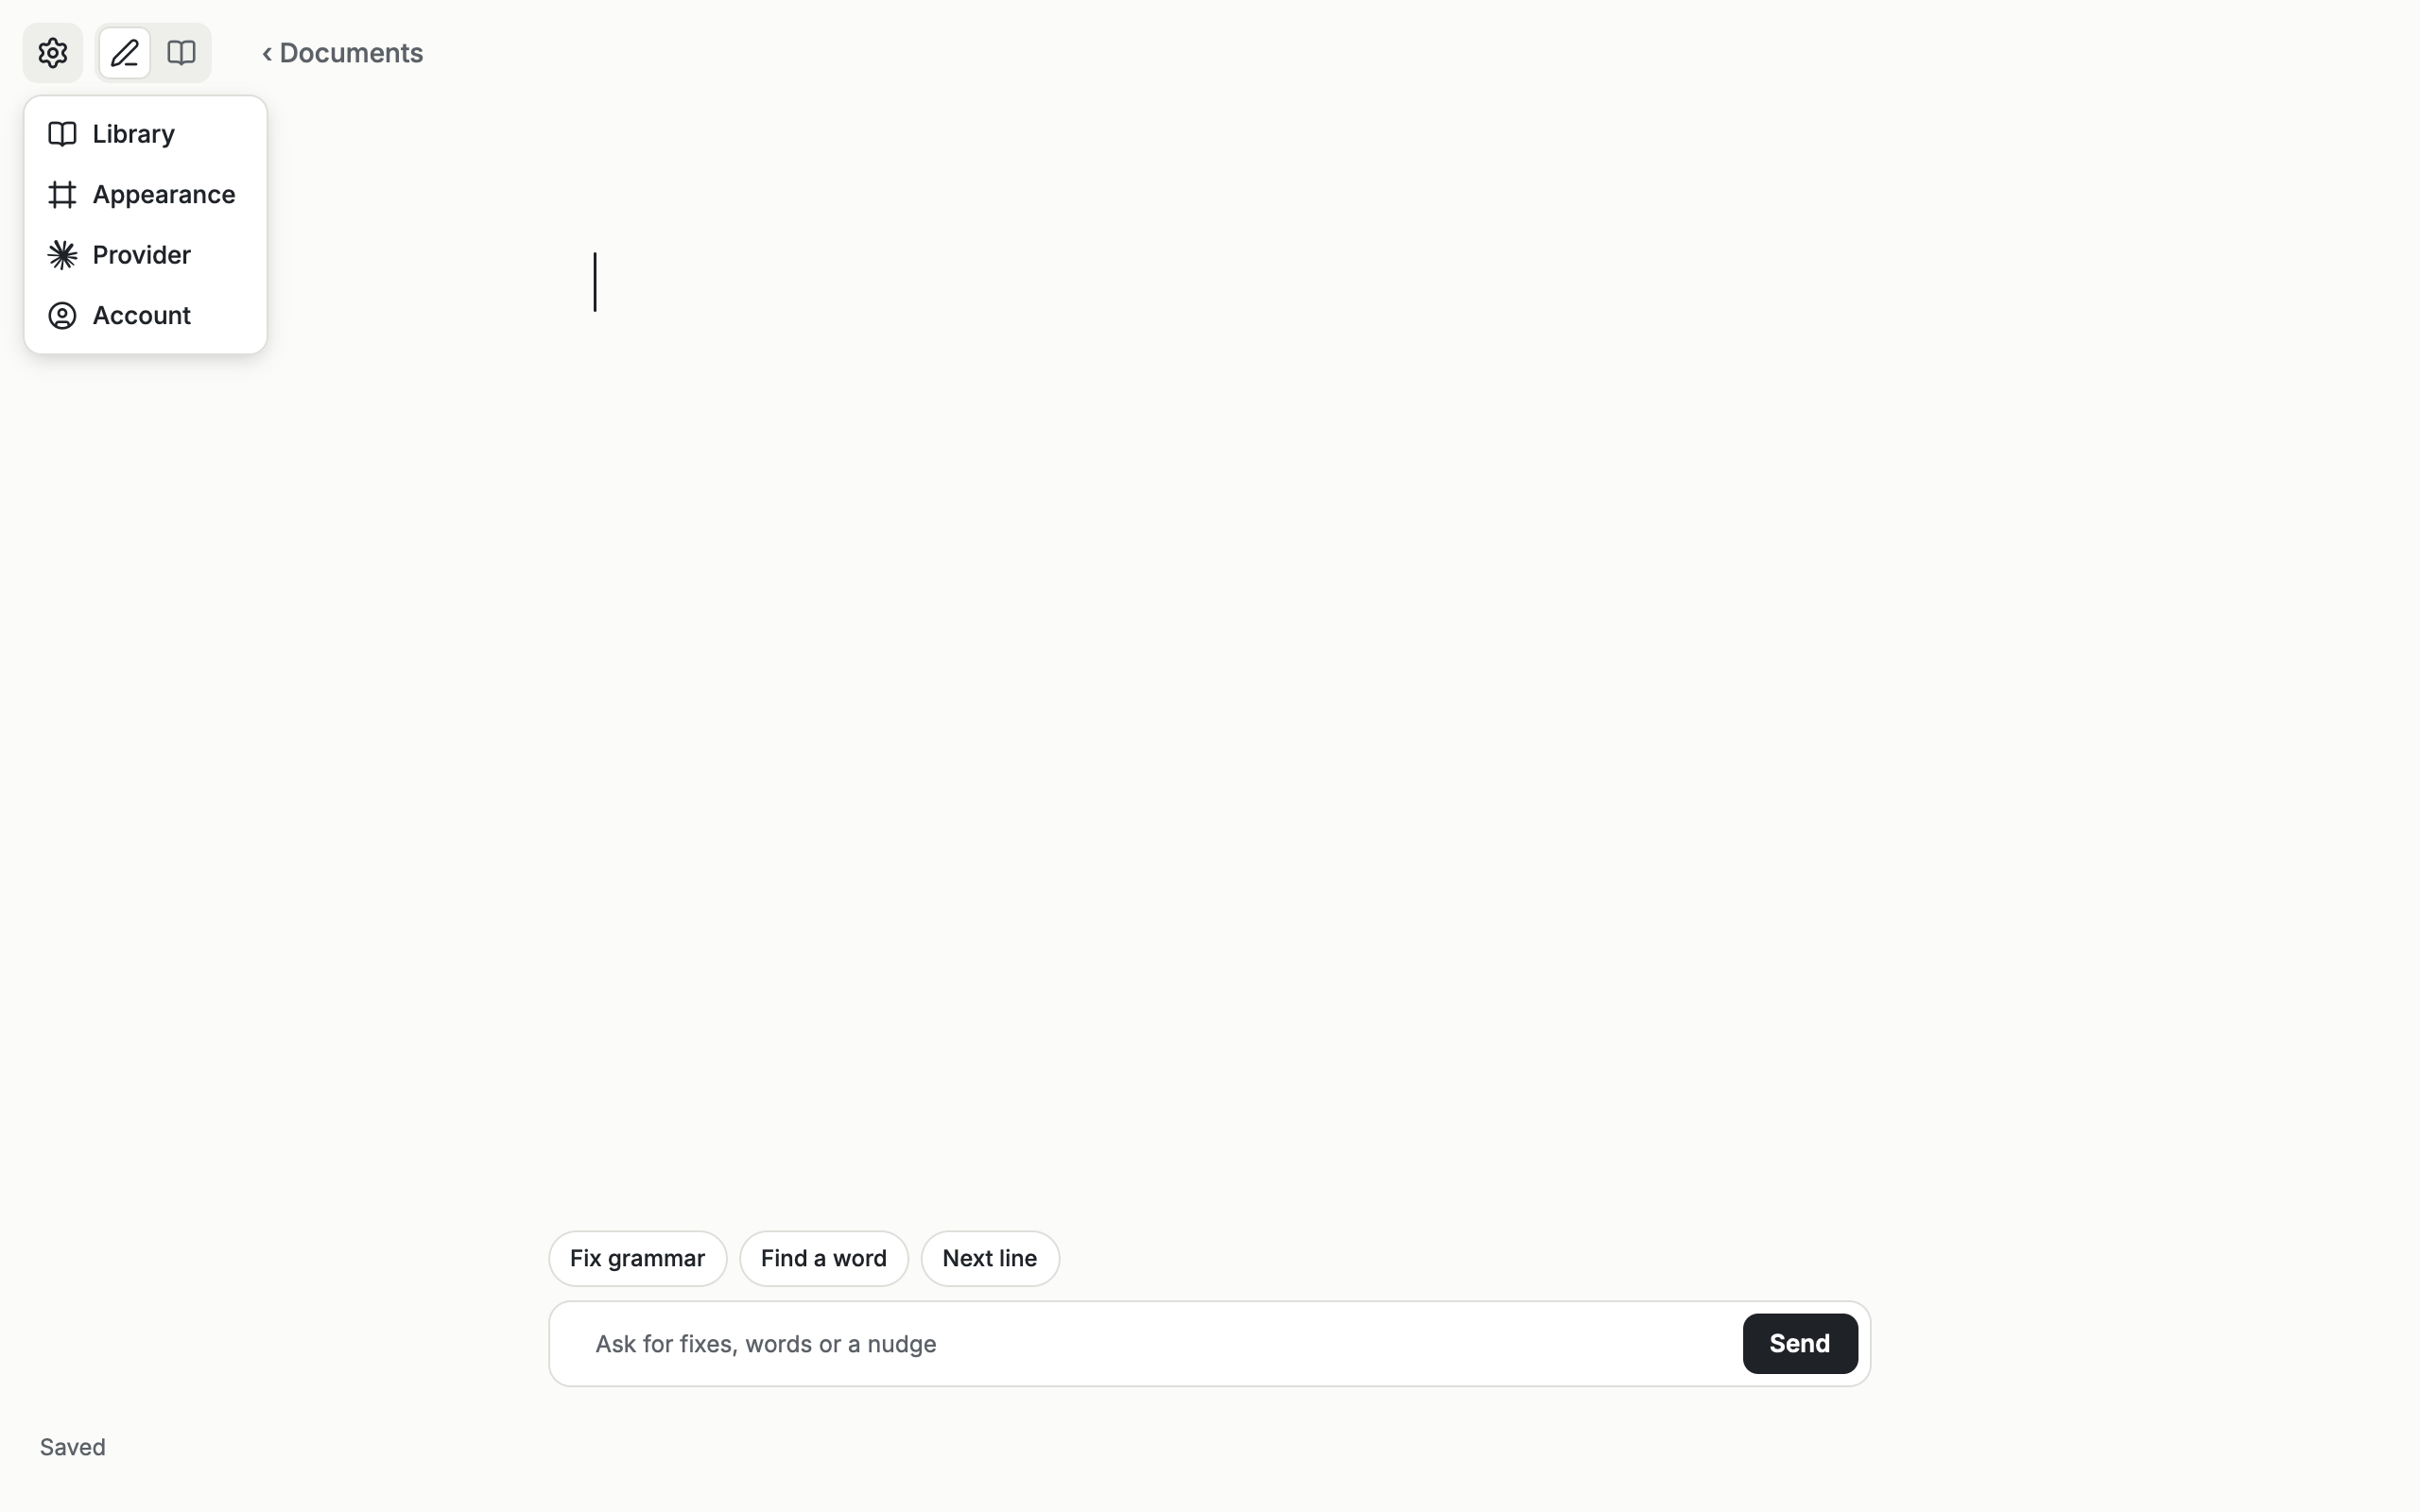 ‹ Documents
Library
Appearance
Provider
Account
Fix grammar
Find a word
Next line
Ask for fixes, words or a nudge
Send
Saved